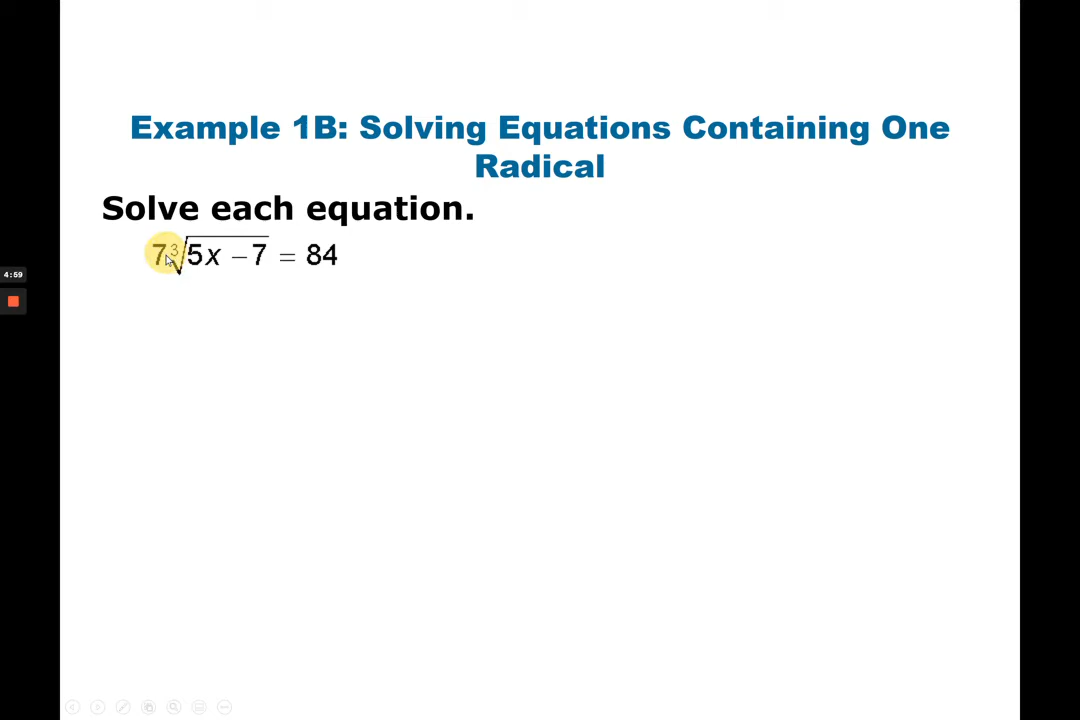 Example 1B: Solving Equations Containing One
Radical
Solve each equation.
7∛5x − 7 = 84
4:59